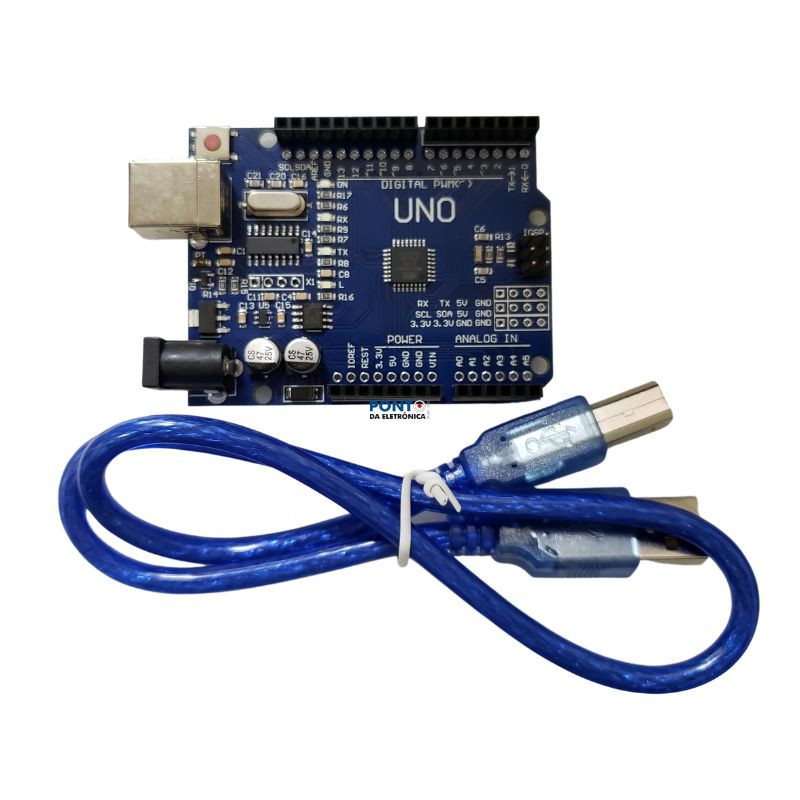 SCL SDA AREF GND 13 12 ~11 ~10 ~9 8 7 ~6 ~5 4 ~3 2 TX→1 RX←0
DIGITAL PWM(~)
UNO
C21 C20 C16
ON
R17
R6
RX
R9
R7
TX
R8
C8
L
R16
C14
X1
PT
C12
R14
C11 C4
C13 U5 C15
C6 R13
C5
RX TX 5V GND
SCL SDA 5V GND
3.3V 3.3V GND GND
POWER
ANALOG IN
IOREF REST 3.3V 5V GND GND VIN
A0 A1 A2 A3 A4 A5
CS
47
25V
CS
47
25V
PONTO
DA ELETRÔNICA